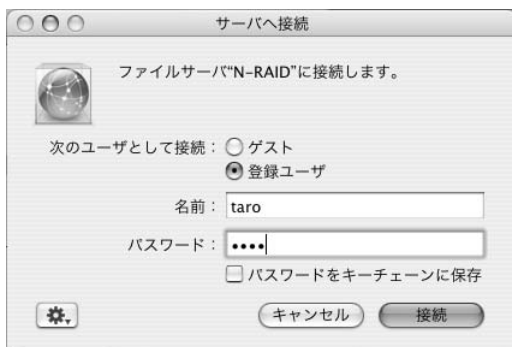 サーバへ接続
ファイルサーバ“N-RAID”に接続します。
次のユーザとして接続：ゲスト
登録ユーザ
名前：taro
パスワード：••••
パスワードをキーチェーンに保存
キャンセル 接続